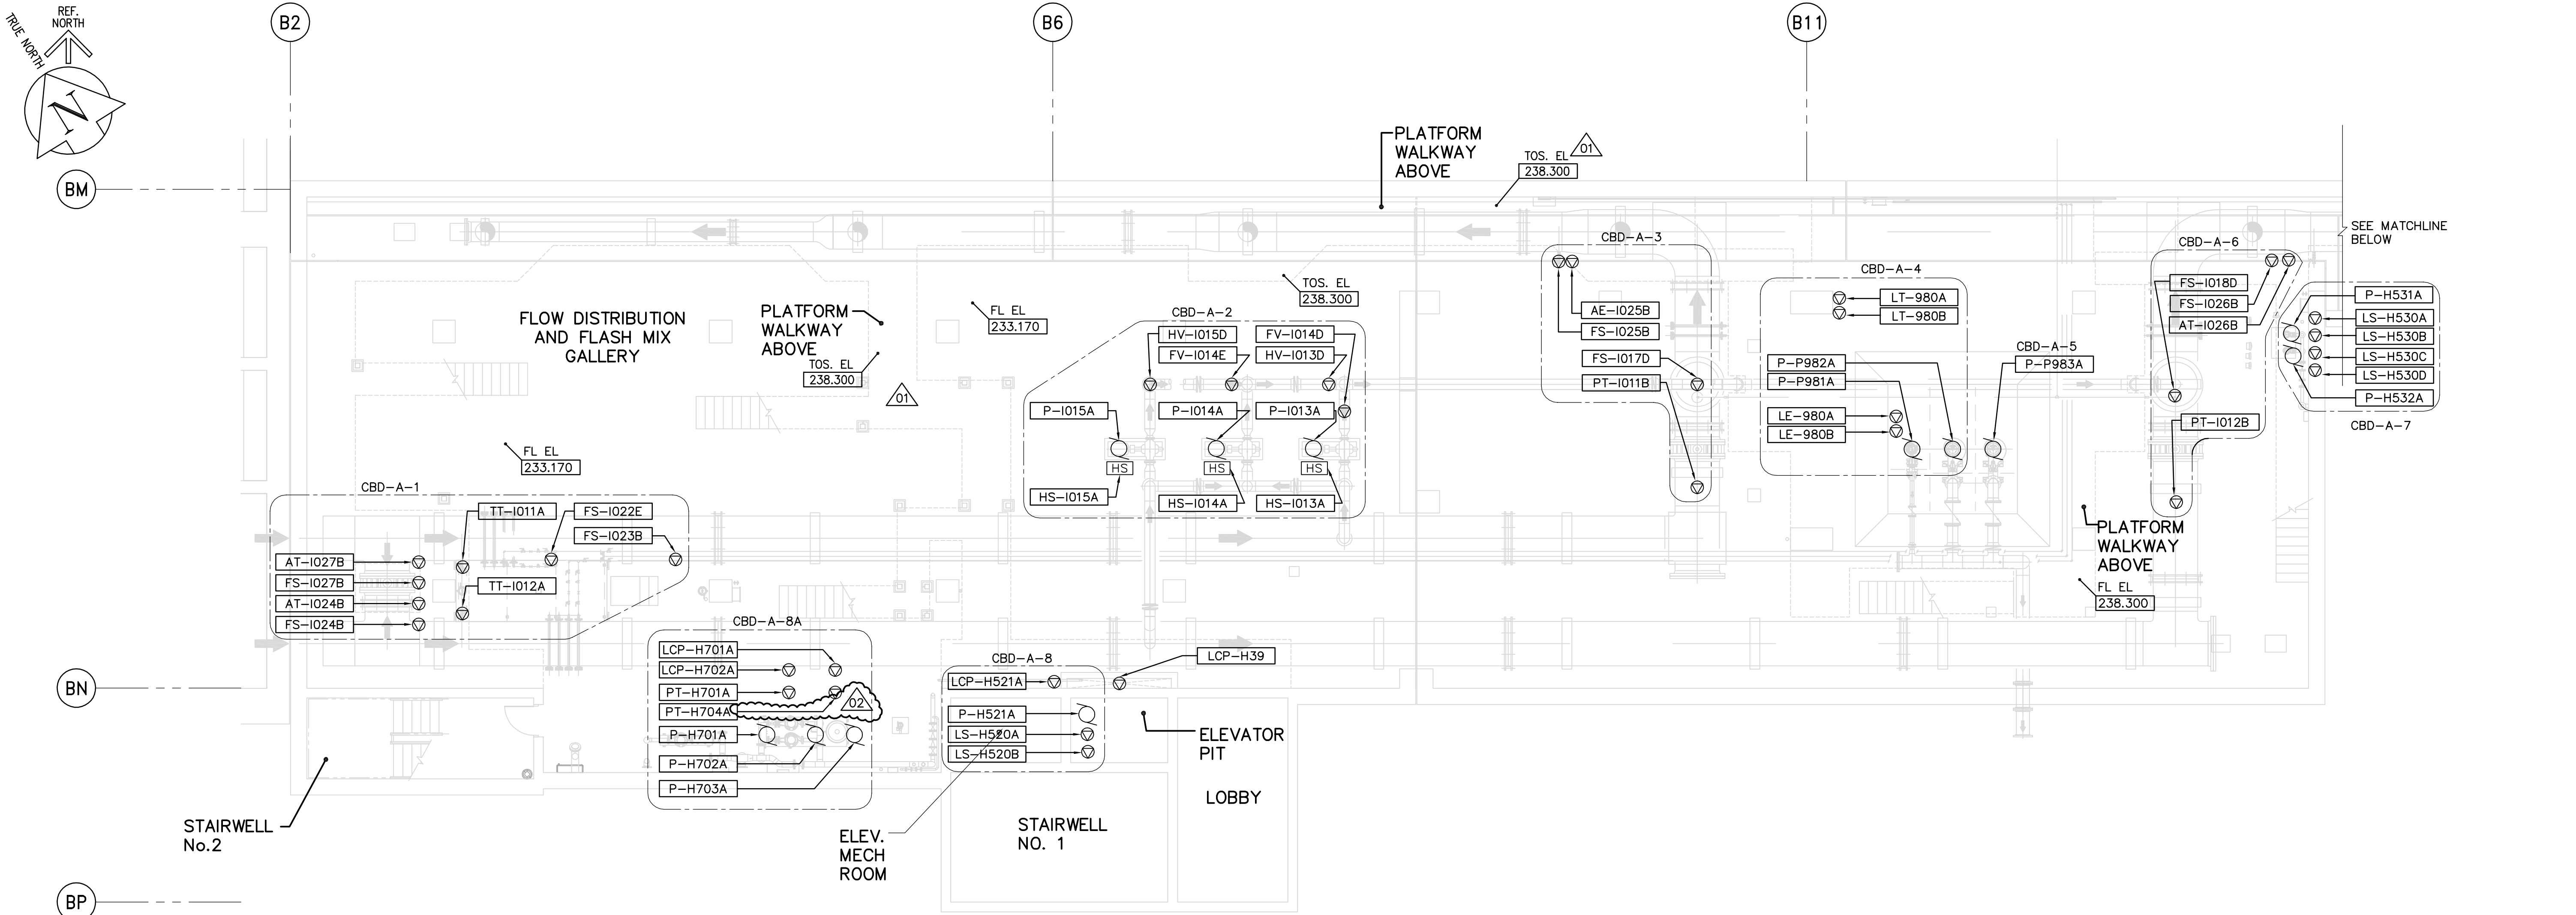 REF.
NORTH
TRUE NORTH
N
B2
B6
B11
BM
BN
BP
PLATFORM
WALKWAY
ABOVE
TOS. EL
238.300
01
SEE MATCHLINE
BELOW
FLOW DISTRIBUTION
AND FLASH MIX
GALLERY
PLATFORM
WALKWAY
ABOVE
TOS. EL
238.300
01
FL EL
233.170
TOS. EL
238.300
FL EL
233.170
CBD-A-1
TT-I011A
FS-I022E
FS-I023B
AT-I027B
FS-I027B
AT-I024B
FS-I024B
TT-I012A
CBD-A-2
HV-I015D
FV-I014D
FV-I014E
HV-I013D
P-I015A
P-I014A
P-I013A
HS
HS
HS
HS-I015A
HS-I014A
HS-I013A
CBD-A-3
AE-I025B
FS-I025B
FS-I017D
PT-I011B
CBD-A-4
LT-980A
LT-980B
P-P982A
P-P981A
LE-980A
LE-980B
CBD-A-5
P-P983A
CBD-A-6
FS-I018D
FS-I026B
AT-I026B
PT-I012B
P-H531A
LS-H530A
LS-H530B
LS-H530C
LS-H530D
P-H532A
CBD-A-7
PLATFORM
WALKWAY
ABOVE
FL EL
238.300
CBD-A-8A
LCP-H701A
LCP-H702A
PT-H701A
PT-H704A
02
P-H701A
P-H702A
P-H703A
CBD-A-8
LCP-H521A
P-H521A
LS-H520A
LS-H520B
LCP-H39
ELEVATOR
PIT
LOBBY
STAIRWELL
No.2
ELEV.
MECH
ROOM
STAIRWELL
NO. 1